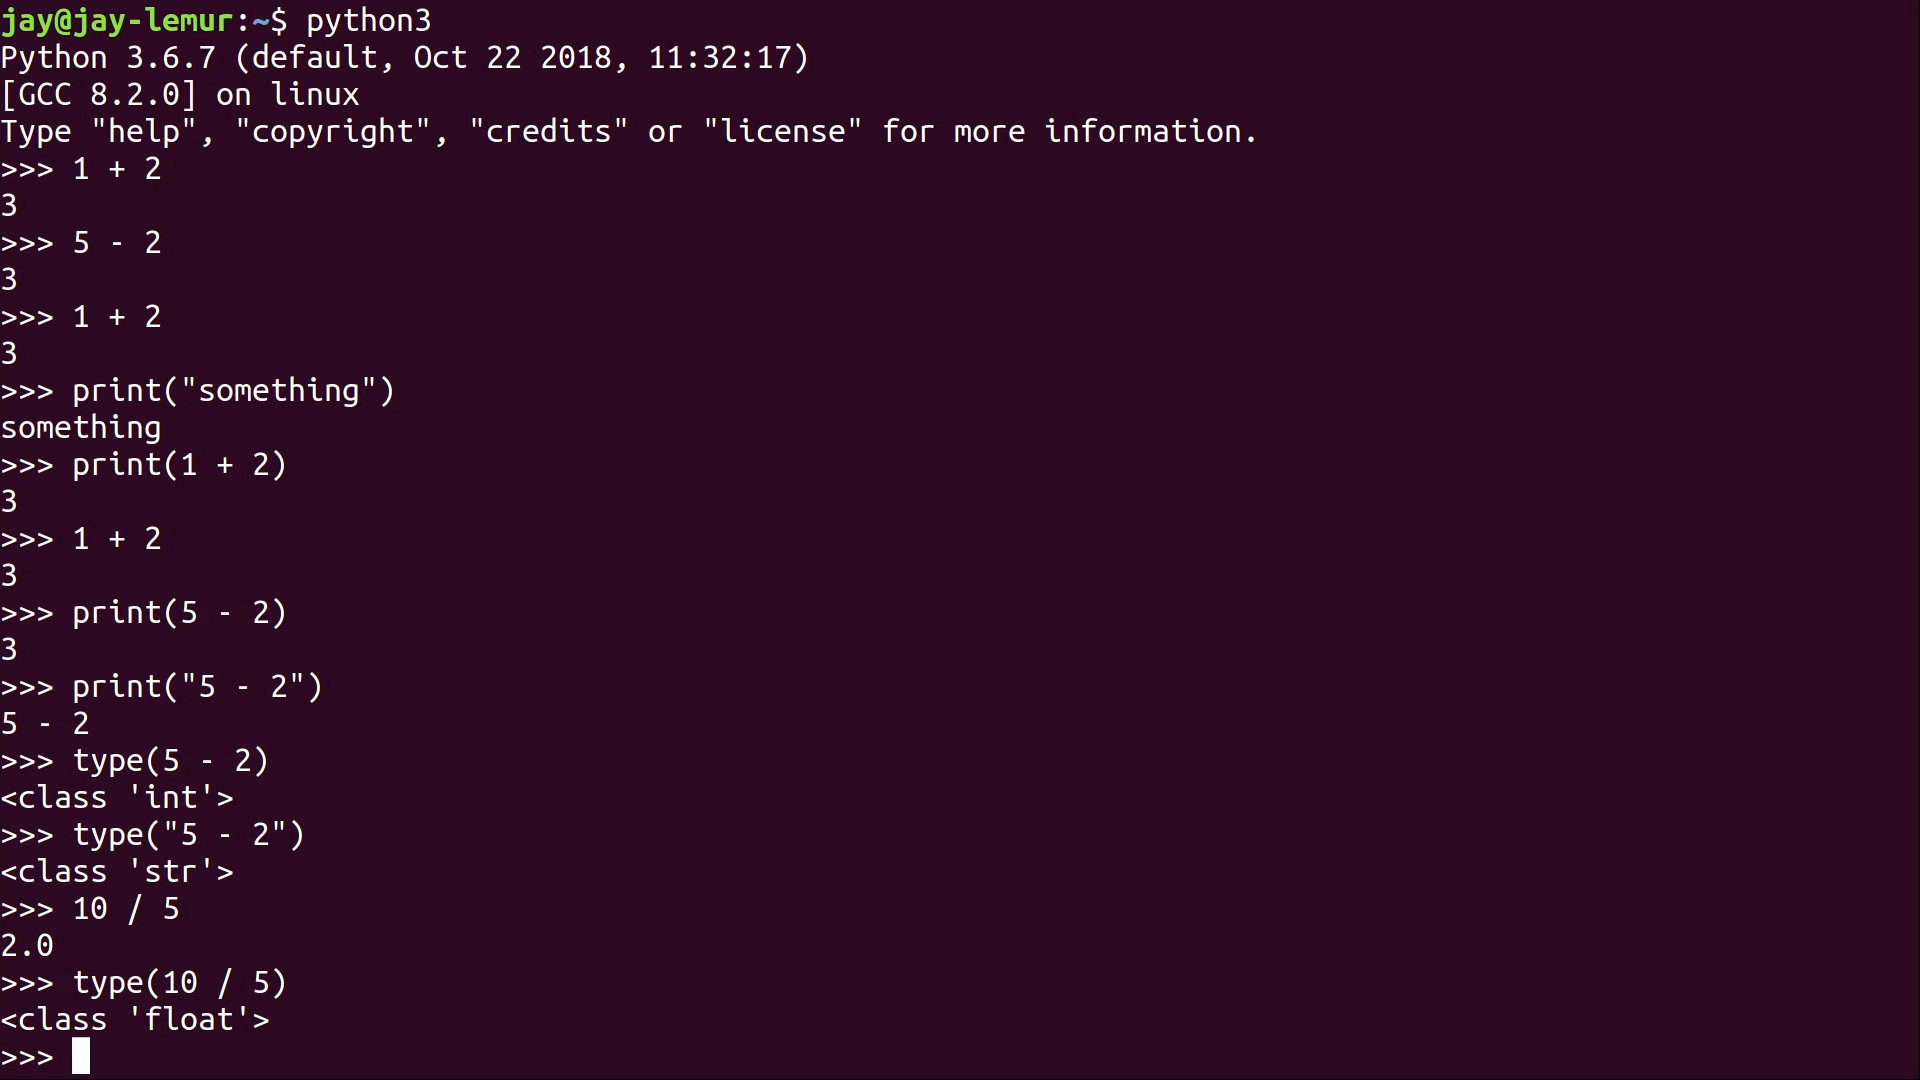 jay@jay-lemur:~$ python3
Python 3.6.7 (default, Oct 22 2018, 11:32:17)
[GCC 8.2.0] on linux
Type "help", "copyright", "credits" or "license" for more information.
>>> 1 + 2
3
>>> 5 - 2
3
>>> 1 + 2
3
>>> print("something")
something
>>> print(1 + 2)
3
>>> 1 + 2
3
>>> print(5 - 2)
3
>>> print("5 - 2")
5 - 2
>>> type(5 - 2)
<class 'int'>
>>> type("5 - 2")
<class 'str'>
>>> 10 / 5
2.0
>>> type(10 / 5)
<class 'float'>
>>>